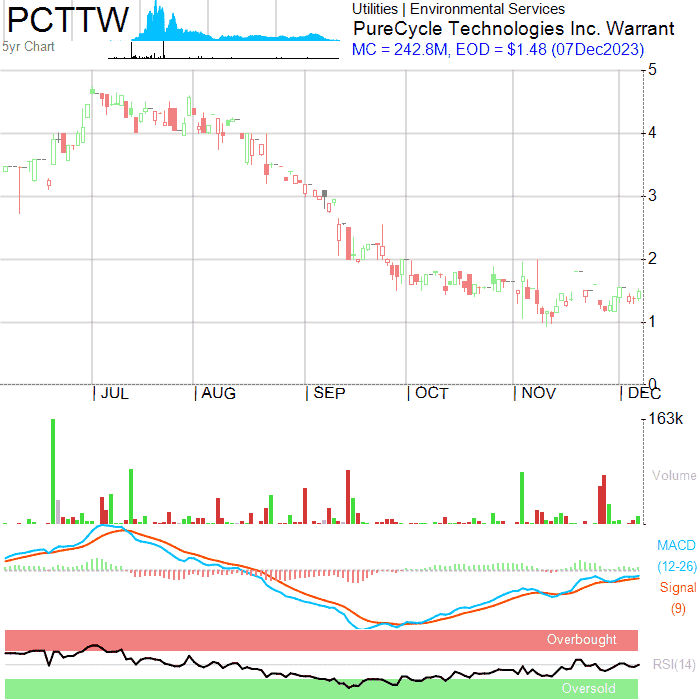 PCTTW
5yr Chart
Utilities | Environmental Services
PureCycle Technologies Inc. Warrant
MC = 242.8M, EOD = $1.48 (07Dec2023)
5
4
3
2
1
0
JUL AUG SEP OCT NOV DEC
163k
Volume
MACD
(12-26)
Signal
(9)
Overbought
RSI(14)
Oversold